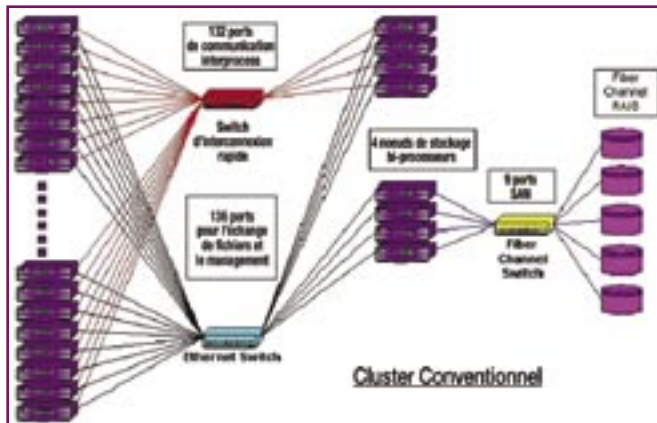 132 ports
de communication
interprocess
Switch
d'interconnexion
rapide
4 noeuds de stockage
bi-processeurs
9 ports
SAN
Fiber
Channel
RAID
136 ports
pour l'échange
de fichiers et
le management
Fiber
Channel
Switch
Ethernet Switch
Cluster Conventionnel